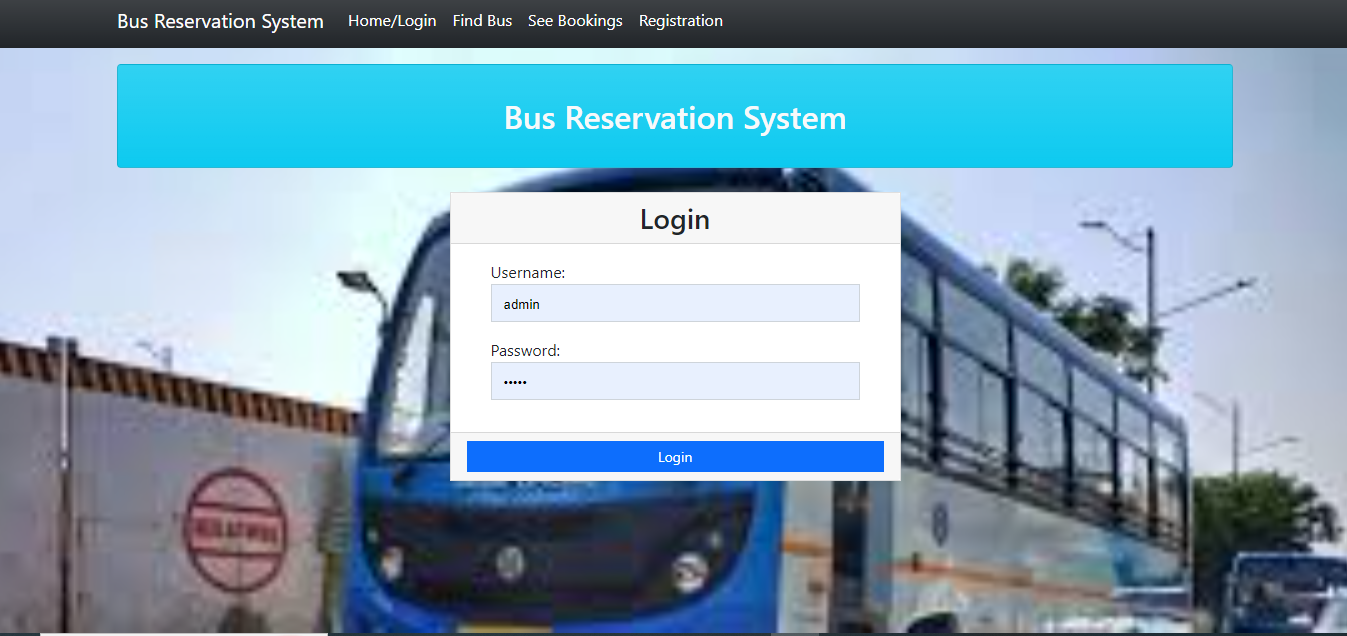 Bus Reservation System Home/Login Find Bus See Bookings Registration
Bus Reservation System
Login
Username:
admin
Password:
•••••
Login